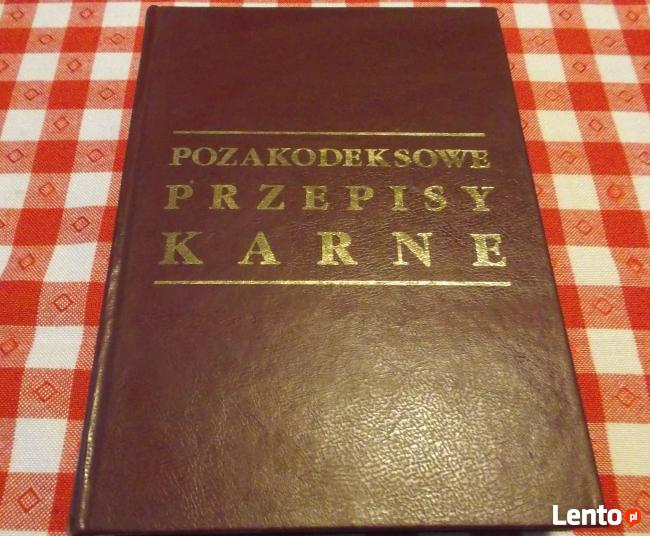 POZAKODEKSOWE
PRZEPISY
KARNE
Lento.pl